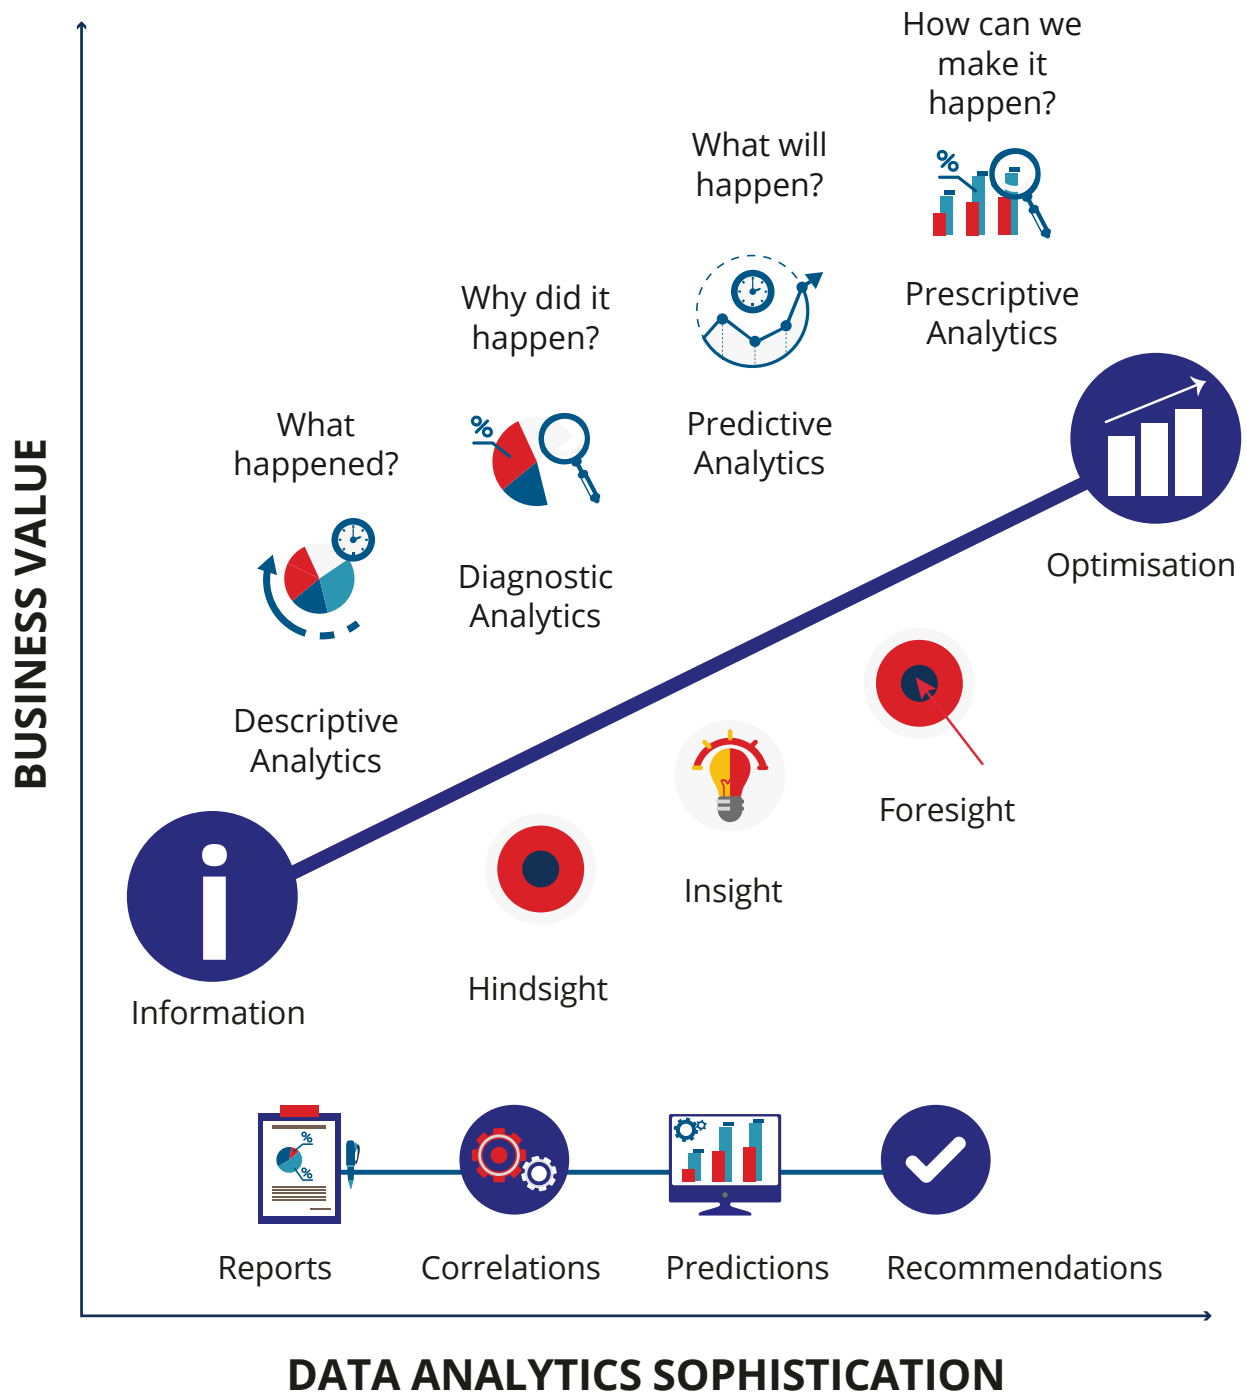 How can we
make it
happen?
What will
happen?
%
Prescriptive
Analytics
Why did it
happen?
Predictive
Analytics
What
happened?
%
Diagnostic
Analytics
Optimisation
Descriptive
Analytics
Foresight
Insight
i
Hindsight
Information
%
%
Reports
Correlations
Predictions
Recommendations
BUSINESS VALUE
DATA ANALYTICS SOPHISTICATION